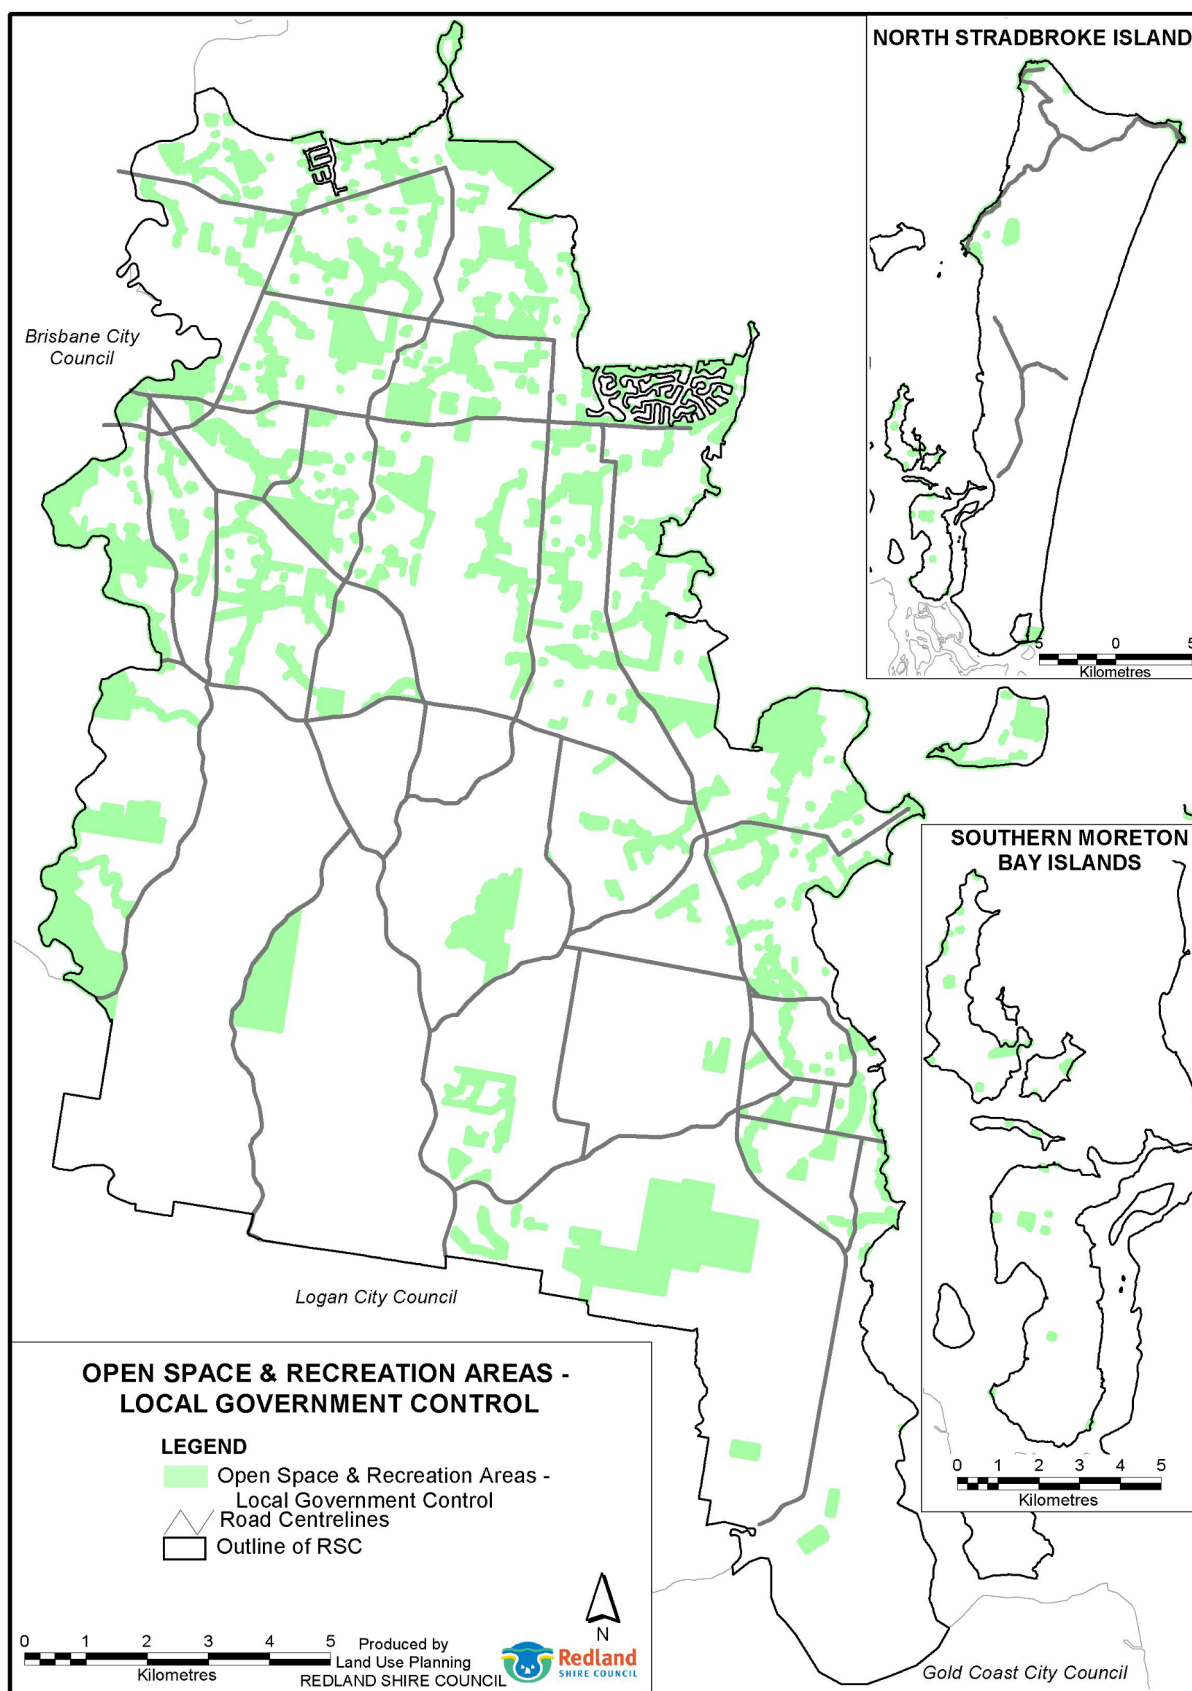 NORTH STRADBROKE ISLAND
Brisbane City
Council
5 0 5
Kilometres
SOUTHERN MORETON
BAY ISLANDS
Logan City Council
OPEN SPACE & RECREATION AREAS -
LOCAL GOVERNMENT CONTROL
LEGEND
Open Space & Recreation Areas -
Local Government Control
Road Centrelines
Outline of RSC
0 1 2 3 4 5
Kilometres
N
0 1 2 3 4 5
Kilometres
Produced by
Land Use Planning
REDLAND SHIRE COUNCIL
Redland
SHIRE COUNCIL
Gold Coast City Council